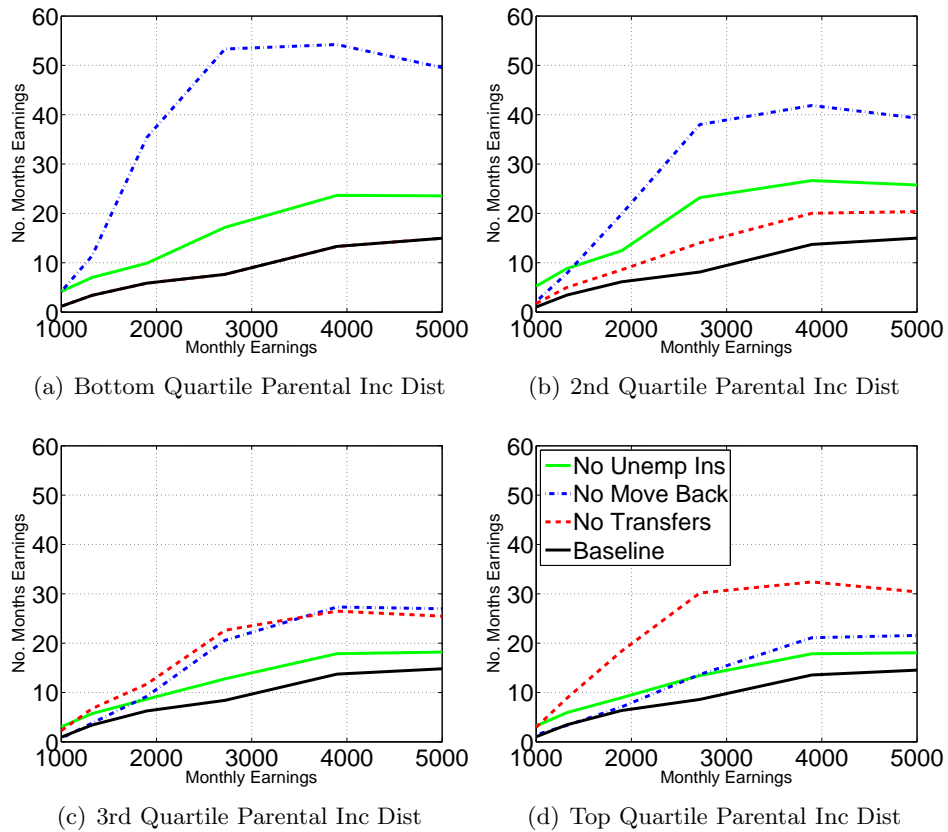 60
50
40
30
20
10
0
No. Months Earnings
1000 2000 3000 4000 5000
Monthly Earnings
(a) Bottom Quartile Parental Inc Dist
60
50
40
30
20
10
0
No. Months Earnings
1000 2000 3000 4000 5000
Monthly Earnings
(b) 2nd Quartile Parental Inc Dist
60
50
40
30
20
10
0
No. Months Earnings
1000 2000 3000 4000 5000
Monthly Earnings
(c) 3rd Quartile Parental Inc Dist
60
50
40
30
20
10
0
No. Months Earnings
No Unemp Ins
No Move Back
No Transfers
Baseline
1000 2000 3000 4000 5000
Monthly Earnings
(d) Top Quartile Parental Inc Dist